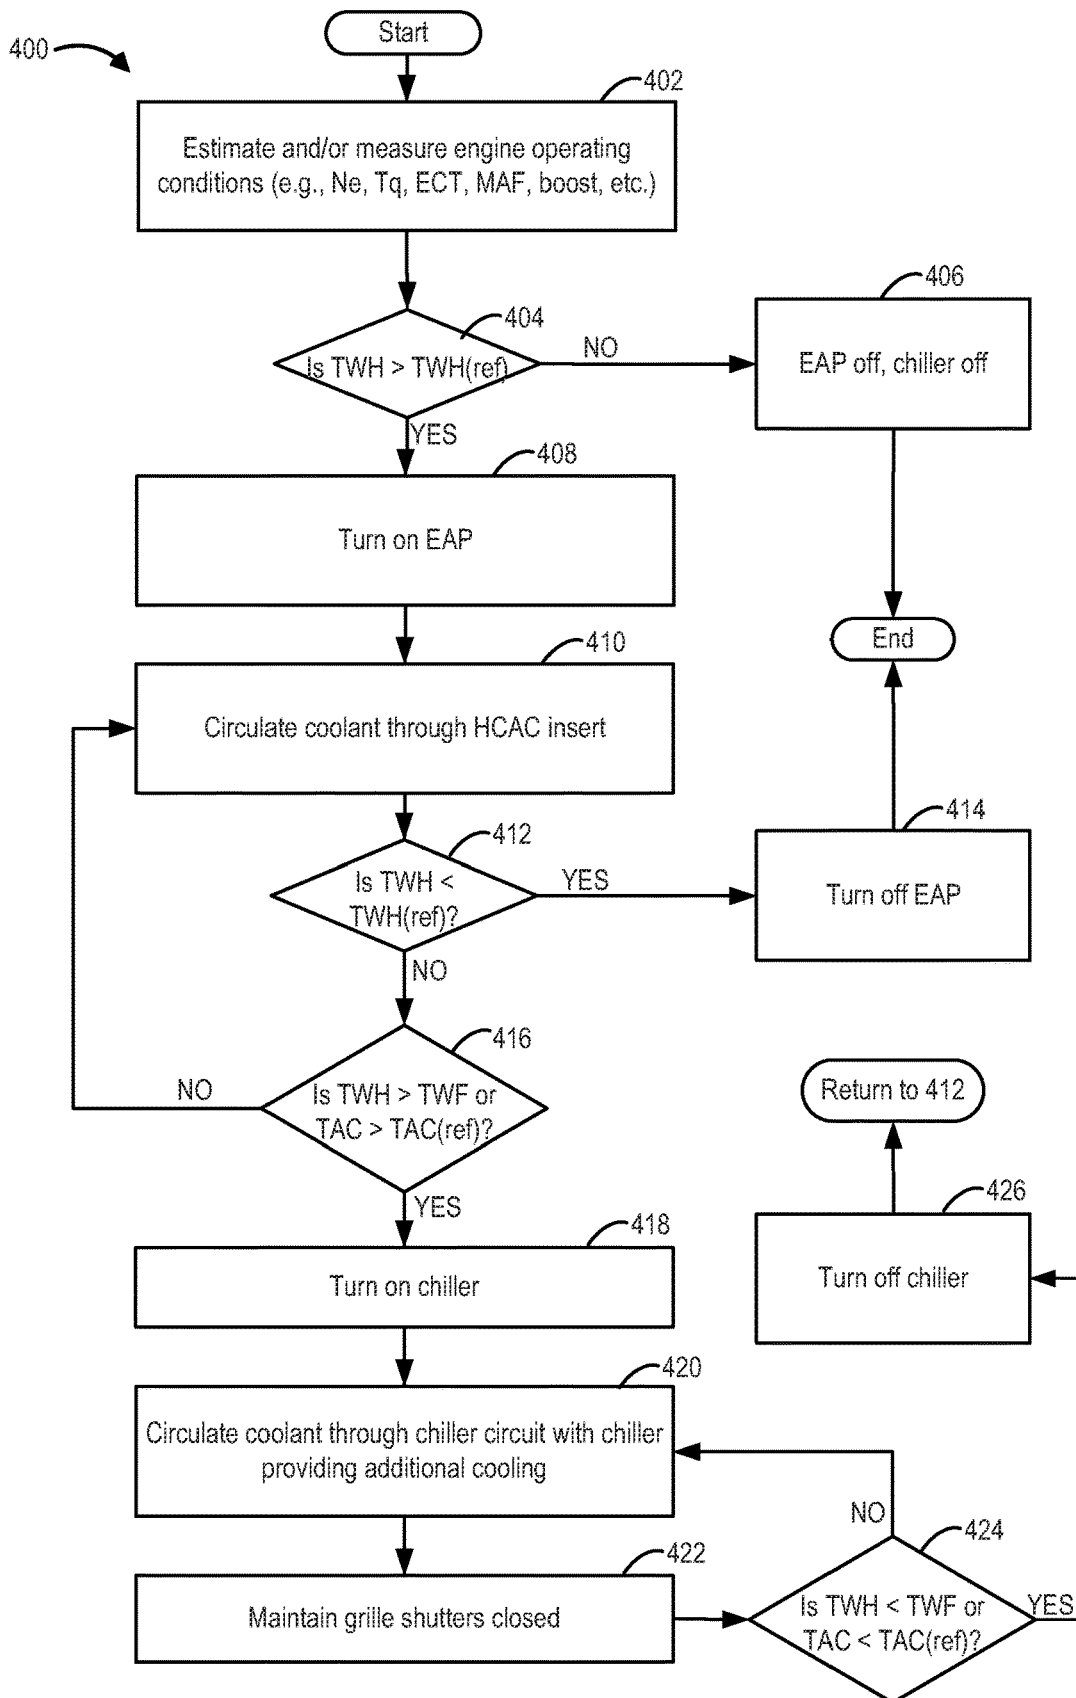 400
Start
402
Estimate and/or measure engine operating
conditions (e.g., Ne, Tq, ECT, MAF, boost, etc.)
404
Is TWH > TWH(ref)
NO
406
EAP off, chiller off
YES
408
Turn on EAP
End
410
Circulate coolant through HCAC insert
412
Is TWH <
TWH(ref)?
YES
414
Turn off EAP
NO
416
Is TWH > TWF or
TAC > TAC(ref)?
NO
Return to 412
YES
418
Turn on chiller
426
Turn off chiller
420
Circulate coolant through chiller circuit with chiller
providing additional cooling
422
Maintain grille shutters closed
NO
424
Is TWH < TWF or
TAC < TAC(ref)?
YES